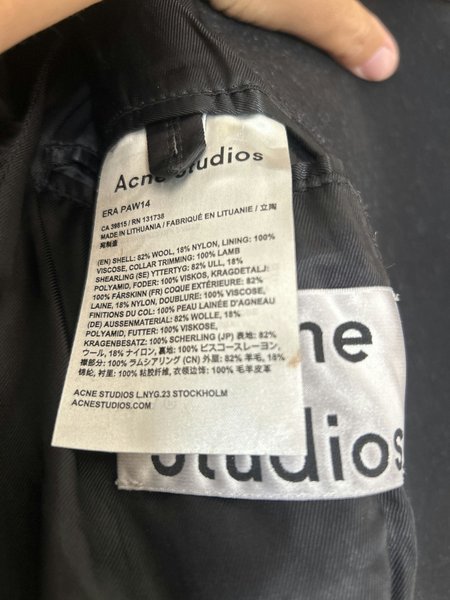 Acne Studios
ERA PAW14
CA 39815 / RN 131738
MADE IN LITHUANIA / FABRIQUÉ EN LITUANIE / 立陶
宛制造
(EN) SHELL: 82% WOOL, 18% NYLON, LINING: 100%
VISCOSE, COLLAR TRIMMING: 100% LAMB
SHEARLING (SE) YTTERTYG: 82% ULL, 18%
POLYAMID, FODER: 100% VISKOS, KRAGDETALJ:
100% FÅRSKINN (FR) COQUE EXTÉRIEURE: 82%
LAINE, 18% NYLON, DOUBLURE: 100% VISCOSE,
FINITIONS DU COL: 100% PEAU LAINÉE D'AGNEAU
(DE) AUSSENMATERIAL: 82% WOLLE, 18%
POLYAMID, FUTTER: 100% VISKOSE,
KRAGENBESATZ: 100% SCHERLING (JP) 表地: 82%
ウール, 18% ナイロン, 裏地: 100% ビスコースレーヨン,
襟部分: 100% ラムシアリング (CN) 外层: 82% 羊毛, 18%
锦纶, 衬里: 100% 粘胶纤维, 衣领边饰: 100% 毛羊皮革
ACNE STUDIOS L.NYG.23 STOCKHOLM
ACNESTUDIOS.COM
ne
Studios